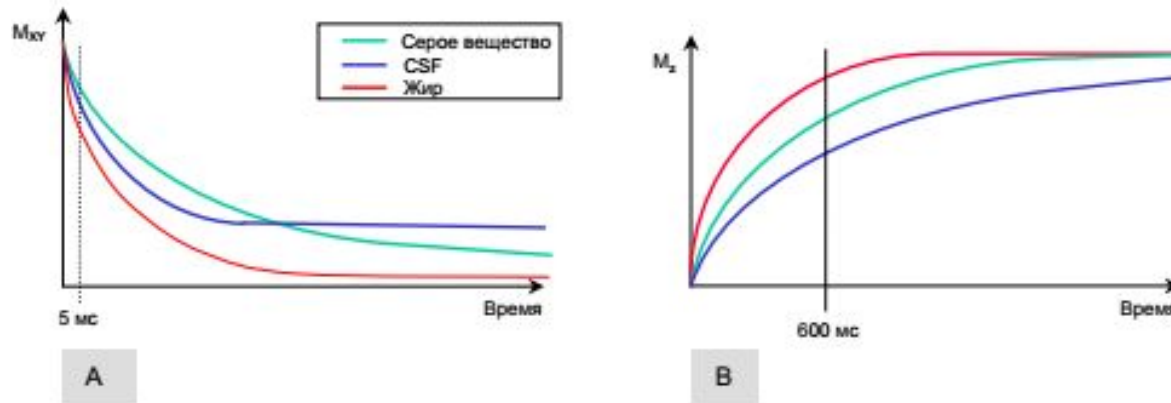 M_XY
Серое вещество
CSF
Жир
5 мс
Время
A
M_z
600 мс
Время
B